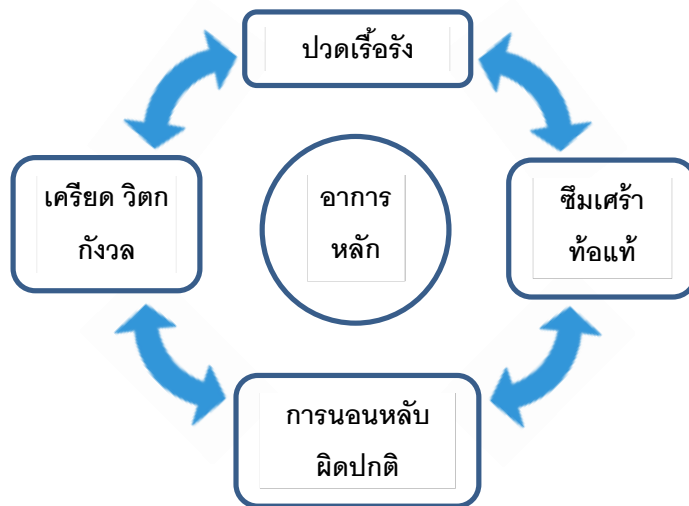 ปวดเรื้อรัง
เครียด วิตก
กังวล
อาการ
หลัก
ซึมเศร้า
ท้อแท้
การนอนหลับ
ผิดปกติ